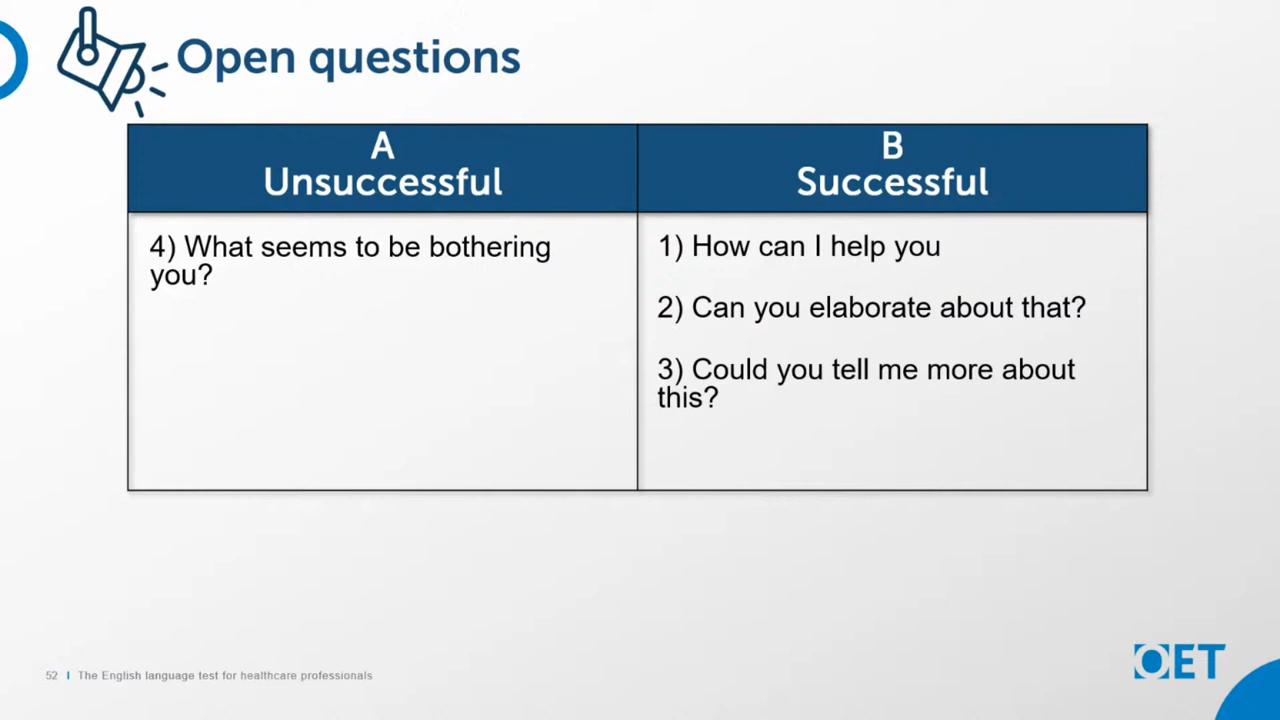 Open questions
A
Unsuccessful
B
Successful
4) What seems to be bothering
you?
1) How can I help you
2) Can you elaborate about that?
3) Could you tell me more about
this?
52 | The English language test for healthcare professionals
OET